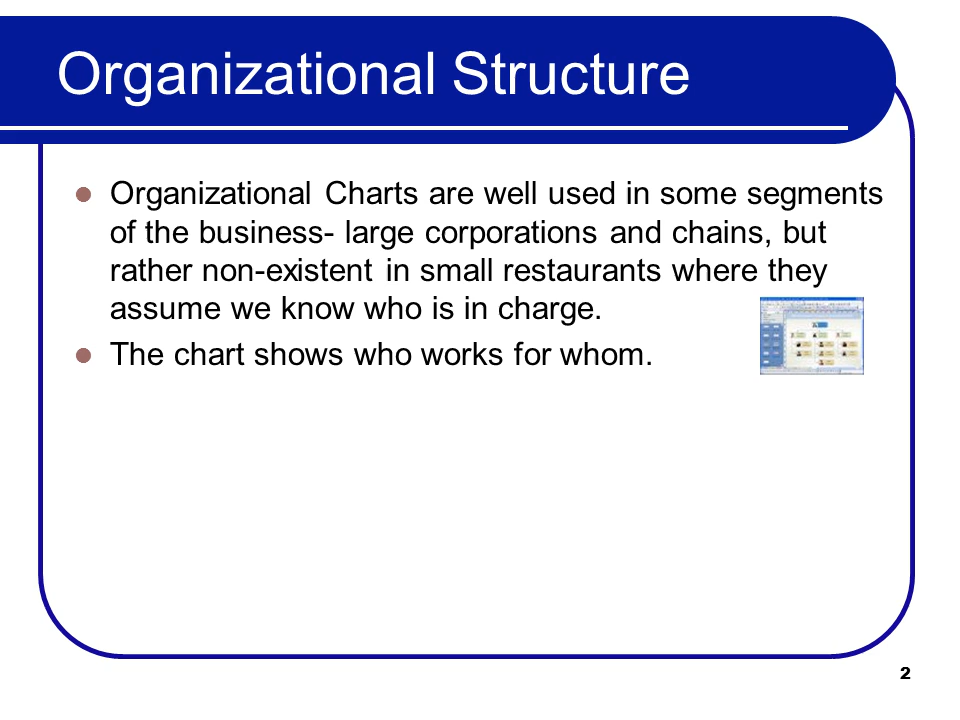 Organizational Structure
Organizational Charts are well used in some segments
of the business- large corporations and chains, but
rather non-existent in small restaurants where they
assume we know who is in charge.
The chart shows who works for whom.
2